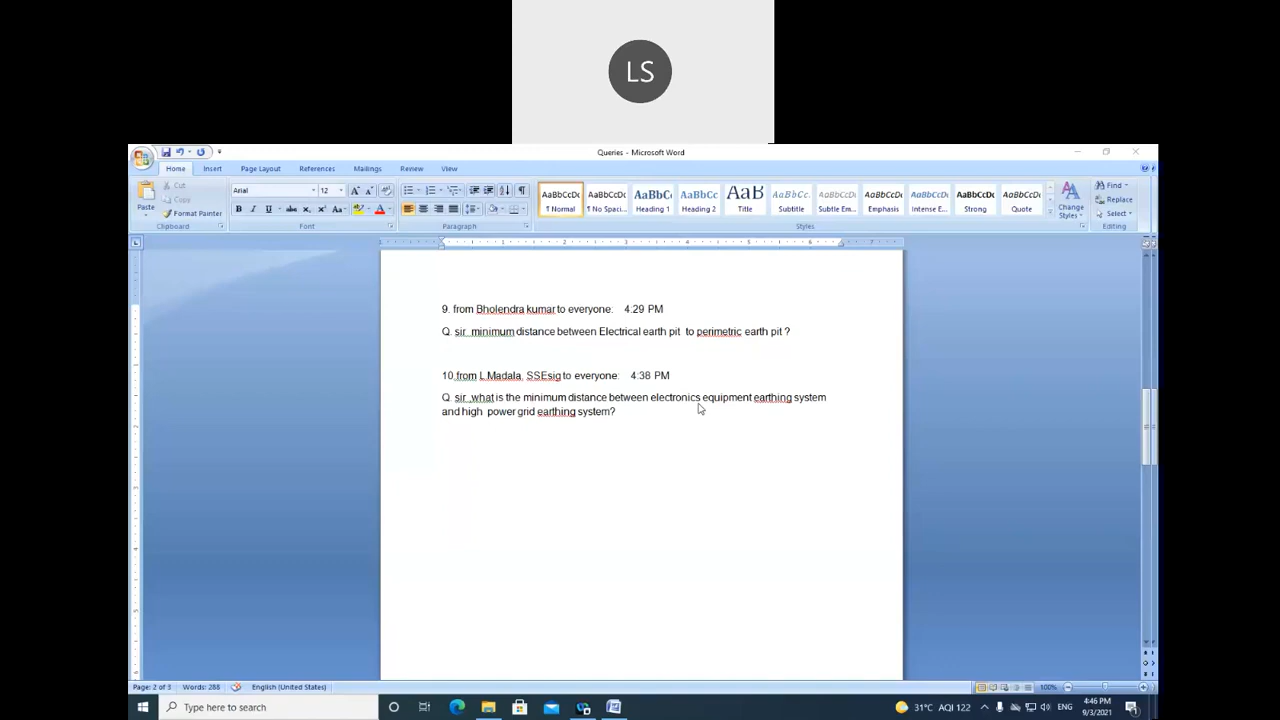 LS
Queries - Microsoft Word
Home Insert Page Layout References Mailings Review View
Paste
Cut
Copy
Format Painter
Clipboard
Arial 12
Font
Paragraph
AaBbCcDc AaBbCcDc AaBbCc AaBbCc AaB AaBbCc. AaBbCcDc AaBbCcDc AaBbCcDc AaBbCcDc AaBbCcDc
¶ Normal ¶ No Spaci... Heading 1 Heading 2 Title Subtitle Subtle Em... Emphasis Intense E... Strong Quote
Styles
Change
Styles
Find
Replace
Select
Editing
9. from Bholendra kumar to everyone: 4:29 PM
Q. sir minimum distance between Electrical earth pit to perimetric earth pit ?
10.from L.Madala, SSEsig to everyone: 4:38 PM
Q. sir ,what is the minimum distance between electronics equipment earthing system
and high power grid earthing system?
Page: 2 of 3 Words: 288 English (United States) 100%
Type here to search
31°C AQI 122 ENG
4:46 PM
9/3/2021